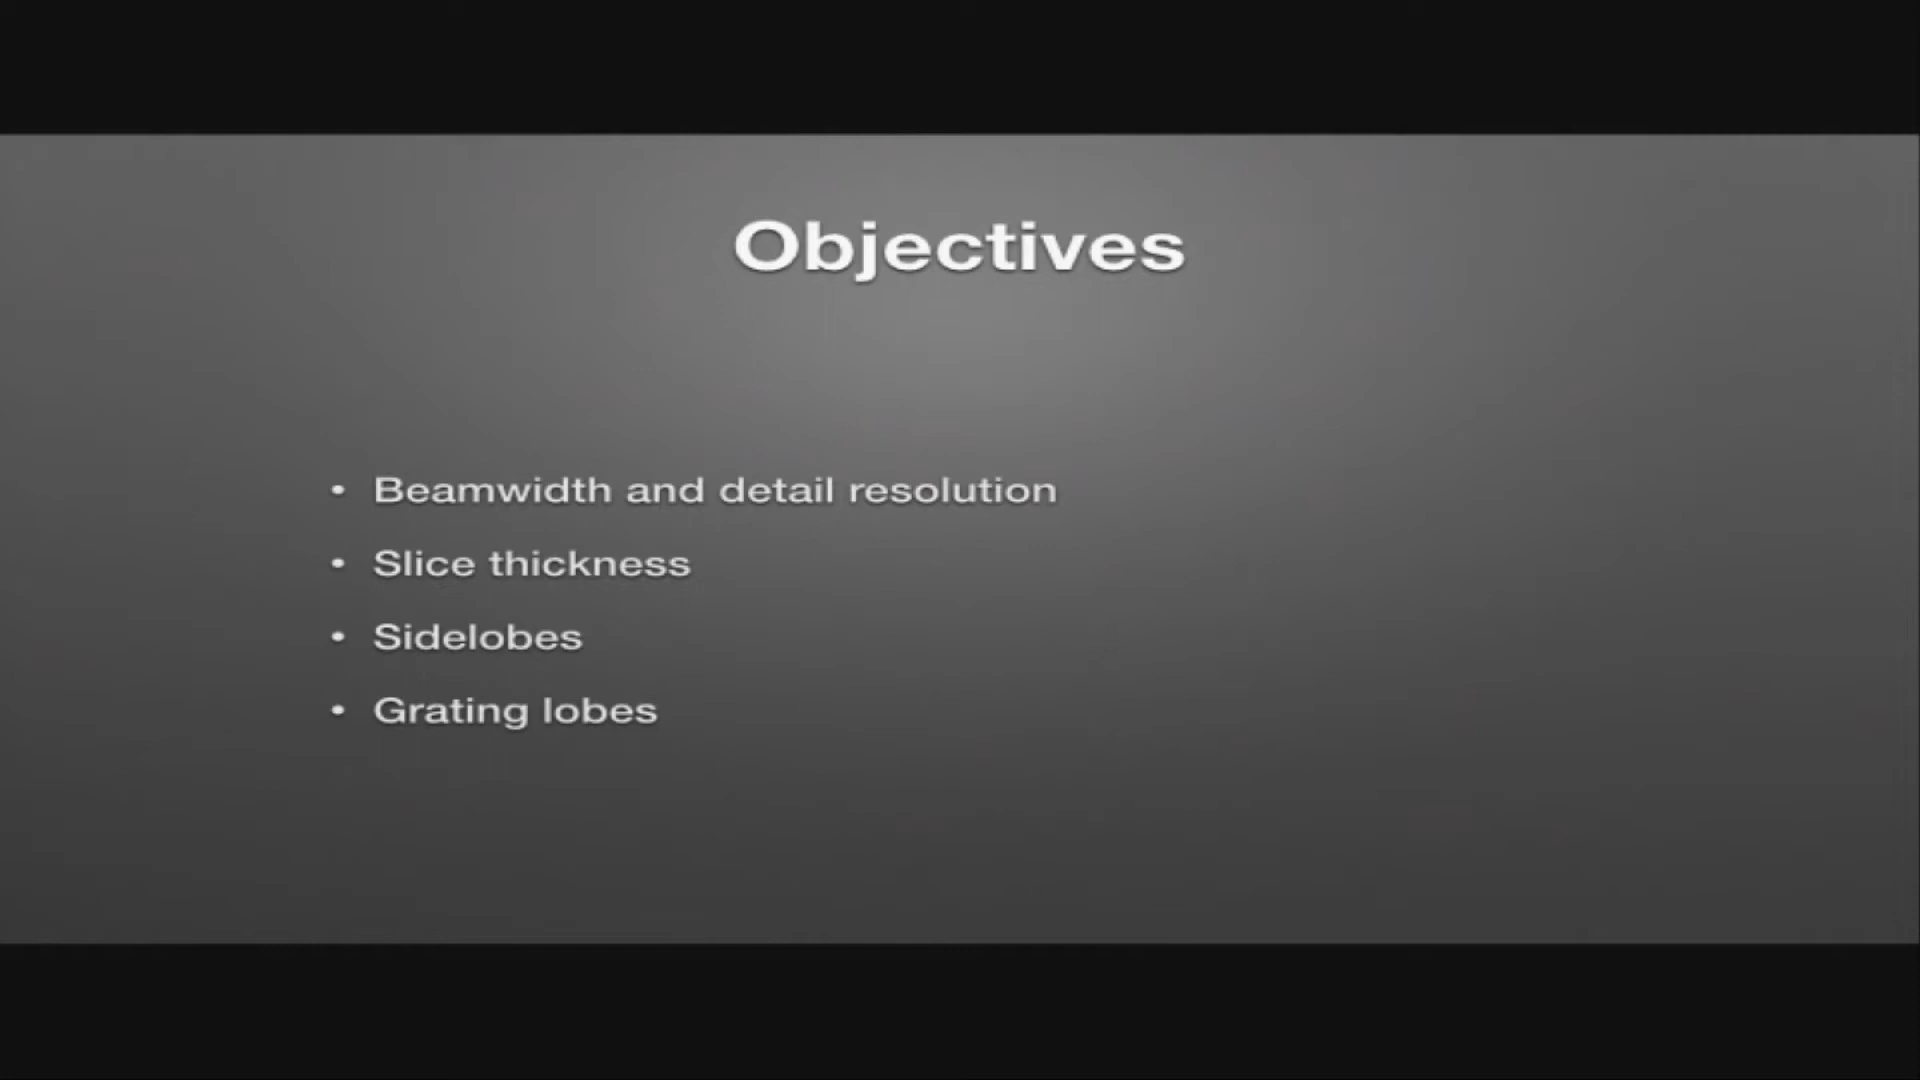 Objectives
• Beamwidth and detail resolution
• Slice thickness
• Sidelobes
• Grating lobes